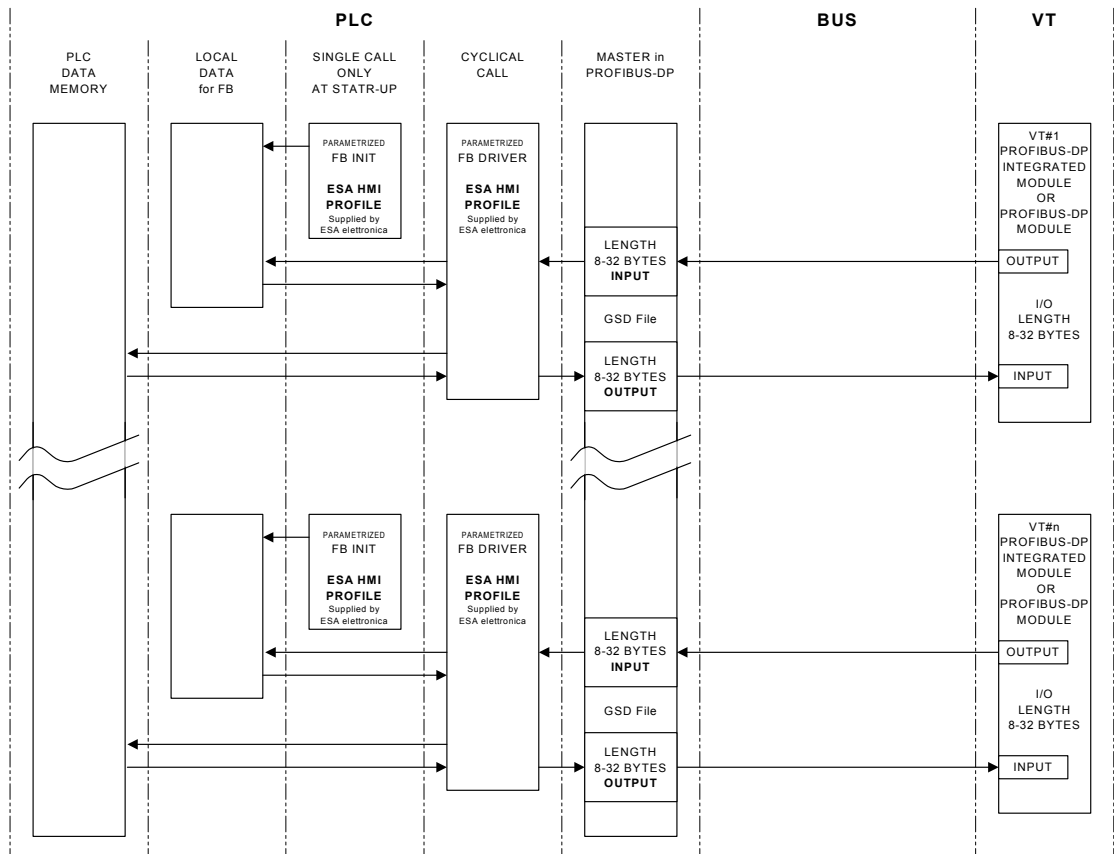 PLC
BUS
VT
PLC
DATA
MEMORY
LOCAL
DATA
for FB
SINGLE CALL
ONLY
AT STATR-UP
CYCLICAL
CALL
MASTER in
PROFIBUS-DP
PARAMETRIZED
FB INIT
ESA HMI
PROFILE
Supplied by
ESA elettronica
PARAMETRIZED
FB DRIVER
ESA HMI
PROFILE
Supplied by
ESA elettronica
LENGTH
8-32 BYTES
INPUT
GSD File
LENGTH
8-32 BYTES
OUTPUT
VT#1
PROFIBUS-DP
INTEGRATED
MODULE
OR
PROFIBUS-DP
MODULE
OUTPUT
I/O
LENGTH
8-32 BYTES
INPUT
PARAMETRIZED
FB INIT
ESA HMI
PROFILE
Supplied by
ESA elettronica
PARAMETRIZED
FB DRIVER
ESA HMI
PROFILE
Supplied by
ESA elettronica
LENGTH
8-32 BYTES
INPUT
GSD File
LENGTH
8-32 BYTES
OUTPUT
VT#n
PROFIBUS-DP
INTEGRATED
MODULE
OR
PROFIBUS-DP
MODULE
OUTPUT
I/O
LENGTH
8-32 BYTES
INPUT